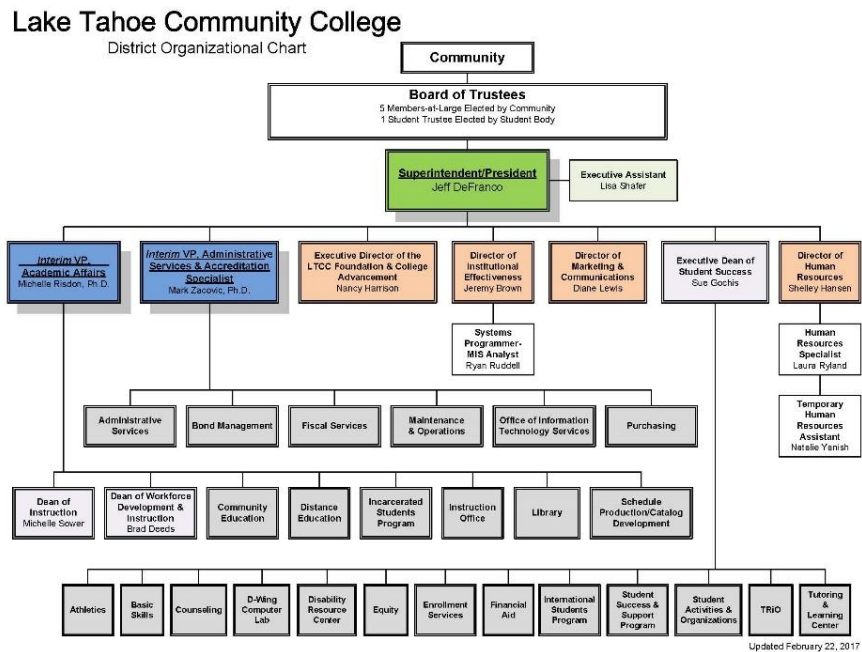 Lake Tahoe Community College
District Organizational Chart
Community
Board of Trustees
5 Members-at-Large Elected by Community
1 Student Trustee Elected by Student Body
Superintendent/President
Jeff DeFranco
Executive Assistant
Lisa Shafer
Interim VP,
Academic Affairs
Michelle Risdon, Ph.D.
Interim VP, Administrative
Services & Accreditation
Specialist
Mark Zacovic, Ph.D.
Executive Director of the
LTCC Foundation & College
Advancement
Nancy Harrison
Director of
Institutional
Effectiveness
Jeremy Brown
Director of
Marketing &
Communications
Diane Lewis
Executive Dean of
Student Success
Sue Gochis
Director of
Human
Resources
Shelley Hansen
Systems
Programmer-
MIS Analyst
Ryan Ruddell
Human
Resources
Specialist
Laura Ryland
Temporary
Human
Resources
Assistant
Natalie Yanish
Administrative
Services
Bond Management
Fiscal Services
Maintenance
& Operations
Office of Information
Technology Services
Purchasing
Dean of
Instruction
Michelle Sower
Dean of Workforce
Development &
Instruction
Brad Deeds
Community
Education
Distance
Education
Incarcerated
Students
Program
Instruction
Office
Library
Schedule
Production/Catalog
Development
Athletics
Basic
Skills
Counseling
D-Wing
Computer
Lab
Disability
Resource
Center
Equity
Enrollment
Services
Financial
Aid
International
Students
Program
Student
Success &
Support
Program
Student
Activities &
Organizations
TRiO
Tutoring
&
Learning
Center
Updated February 22, 2017